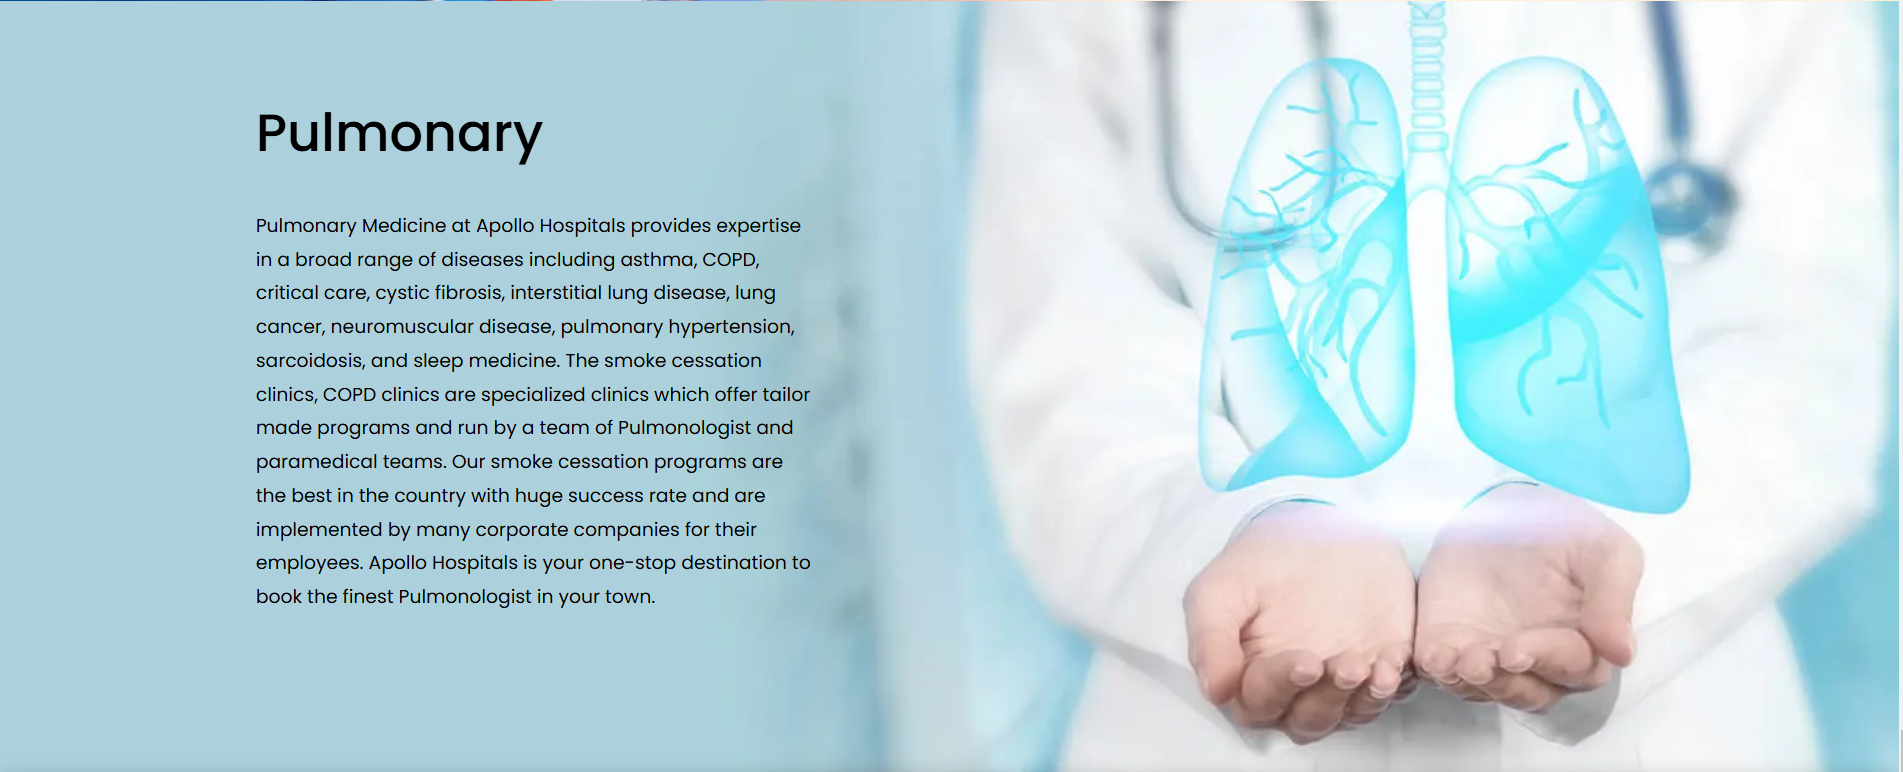 Pulmonary
Pulmonary Medicine at Apollo Hospitals provides expertise
in a broad range of diseases including asthma, COPD,
critical care, cystic fibrosis, interstitial lung disease, lung
cancer, neuromuscular disease, pulmonary hypertension,
sarcoidosis, and sleep medicine. The smoke cessation
clinics, COPD clinics are specialized clinics which offer tailor
made programs and run by a team of Pulmonologist and
paramedical teams. Our smoke cessation programs are
the best in the country with huge success rate and are
implemented by many corporate companies for their
employees. Apollo Hospitals is your one-stop destination to
book the finest Pulmonologist in your town.